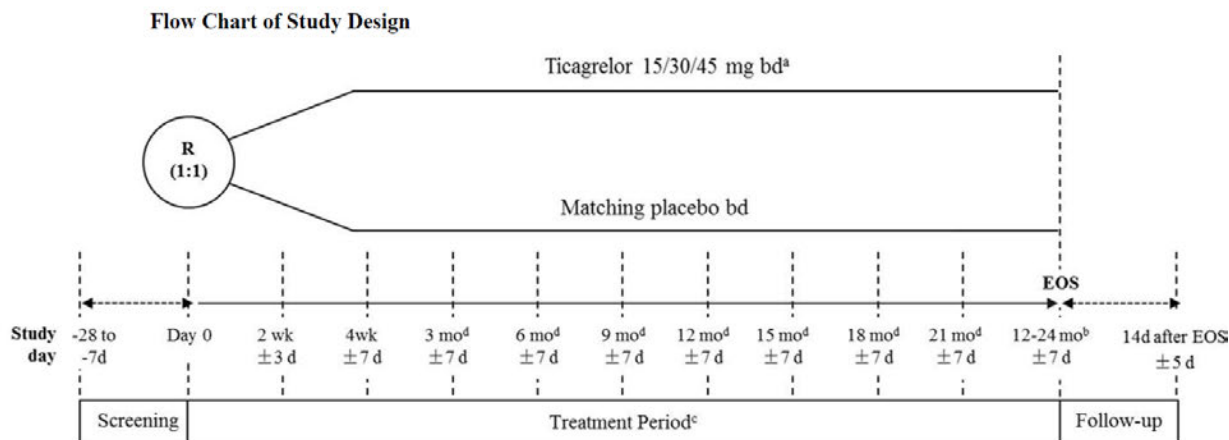 Flow Chart of Study Design
Ticagrelor 15/30/45 mg bdᵃ
R
(1:1)
Matching placebo bd
EOS
Study day
-28 to -7d
Day 0
2 wk ±3 d
4wk ±7 d
3 moᵈ ±7 d
6 moᵈ ±7 d
9 moᵈ ±7 d
12 moᵈ ±7 d
15 moᵈ ±7 d
18 moᵈ ±7 d
21 moᵈ ±7 d
12-24 moᵇ ±7 d
14d after EOS ±5 d
Screening
Treatment Periodᶜ
Follow-up